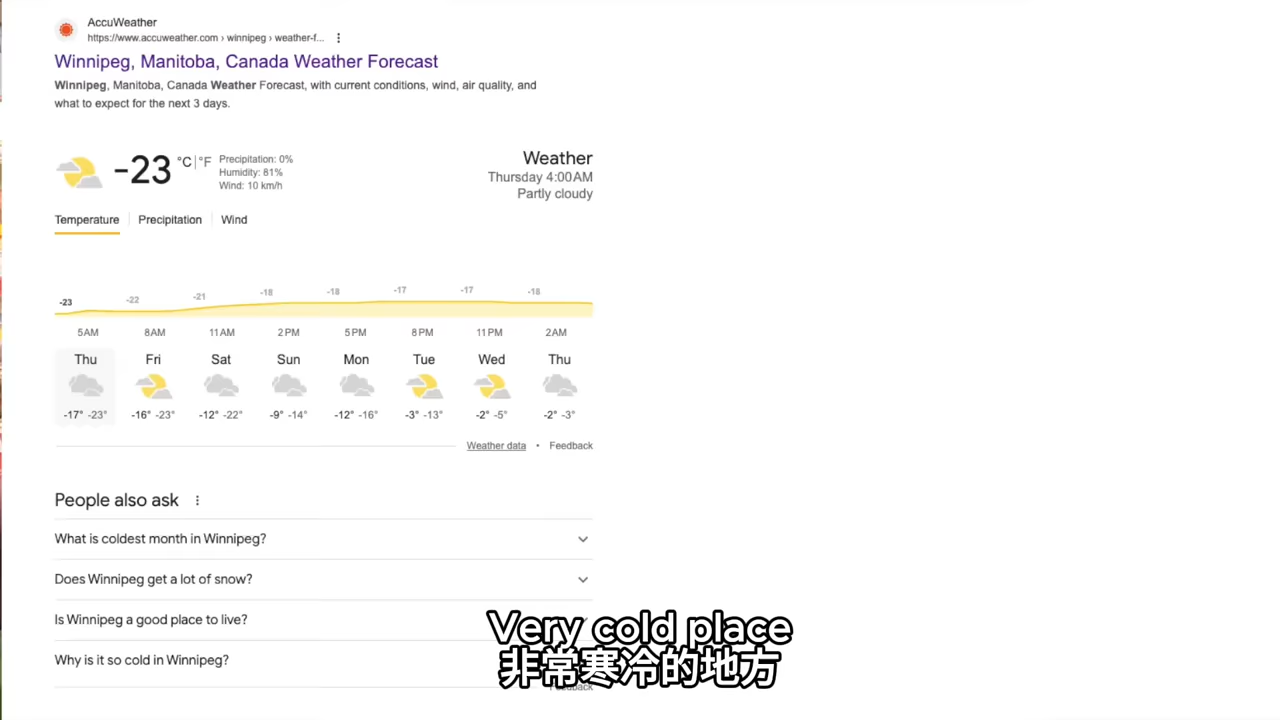 AccuWeather
https://www.accuweather.com › winnipeg › weather-f...
Winnipeg, Manitoba, Canada Weather Forecast
Winnipeg, Manitoba, Canada Weather Forecast, with current conditions, wind, air quality, and
what to expect for the next 3 days.
-23 °C | °F
Precipitation: 0%
Humidity: 81%
Wind: 10 km/h
Weather
Thursday 4:00 AM
Partly cloudy
Temperature Precipitation Wind
-23 -22 -21 -18 -18 -17 -17 -18
5 AM 8 AM 11 AM 2 PM 5 PM 8 PM 11 PM 2 AM
Thu Fri Sat Sun Mon Tue Wed Thu
-17° -23° -16° -23° -12° -22° -9° -14° -12° -16° -3° -13° -2° -5° -2° -3°
Weather data • Feedback
People also ask
What is coldest month in Winnipeg?
Does Winnipeg get a lot of snow?
Is Winnipeg a good place to live?
Why is it so cold in Winnipeg?
Very cold place
非常寒冷的地方
Feedback